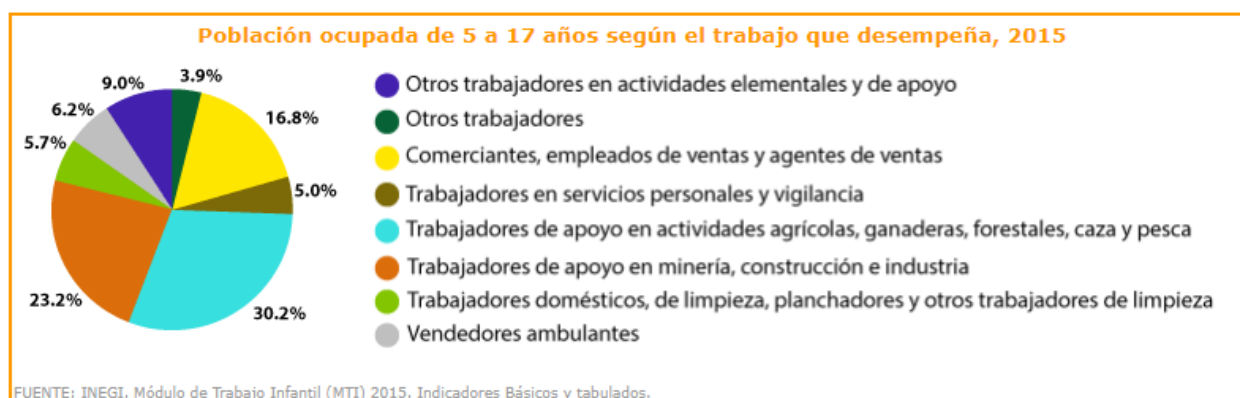 Población ocupada de 5 a 17 años según el trabajo que desempeña, 2015
9.0%
3.9%
6.2%
16.8%
5.7%
5.0%
23.2%
30.2%
Otros trabajadores en actividades elementales y de apoyo
Otros trabajadores
Comerciantes, empleados de ventas y agentes de ventas
Trabajadores en servicios personales y vigilancia
Trabajadores de apoyo en actividades agrícolas, ganaderas, forestales, caza y pesca
Trabajadores de apoyo en minería, construcción e industria
Trabajadores domésticos, de limpieza, planchadores y otros trabajadores de limpieza
Vendedores ambulantes
FUENTE: INEGI. Módulo de Trabajo Infantil (MTI) 2015. Indicadores Básicos y tabulados.